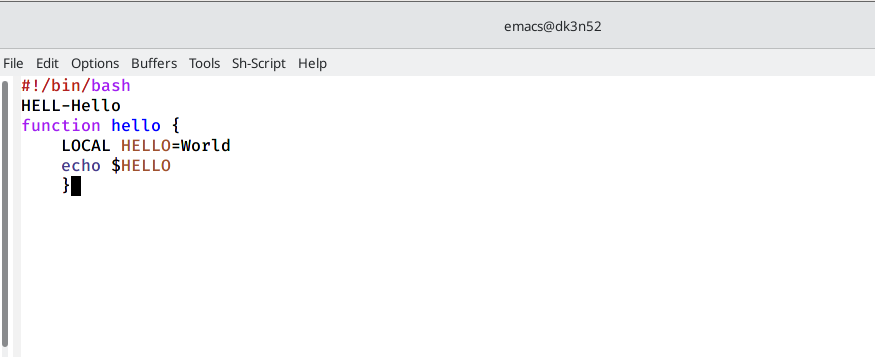 emacs@dk3n52
File Edit Options Buffers Tools Sh-Script Help
#!/bin/bash
HELL-Hello
function hello {
    LOCAL HELLO=World
    echo $HELLO
    }